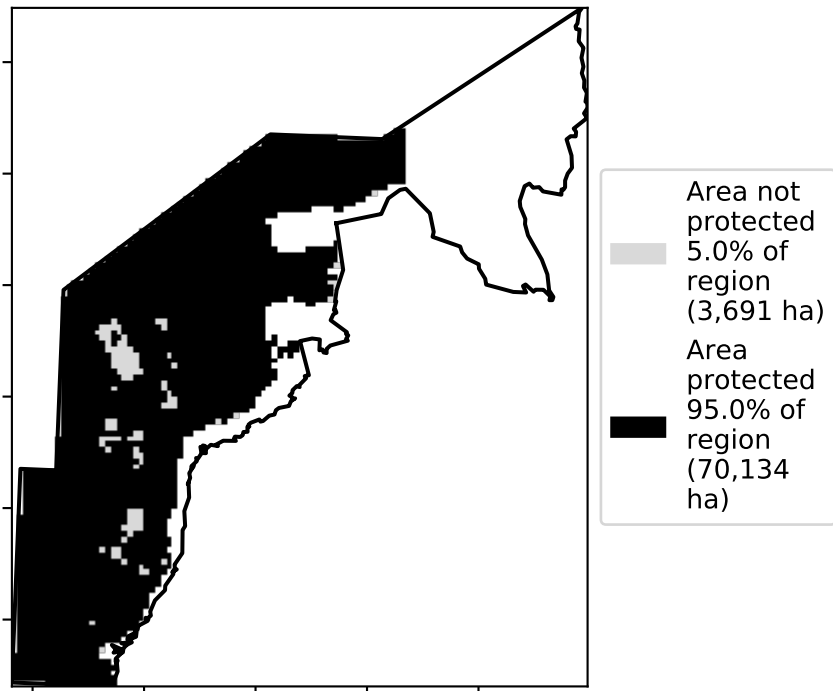 Area not
protected
5.0% of
region
(3,691 ha)
Area
protected
95.0% of
region
(70,134
ha)